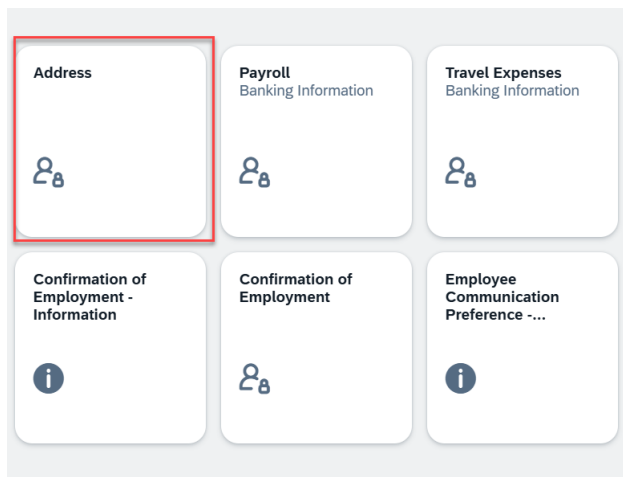 Address
Payroll
Banking Information
Travel Expenses
Banking Information
Confirmation of
Employment -
Information
Confirmation of
Employment
Employee
Communication
Preference -...